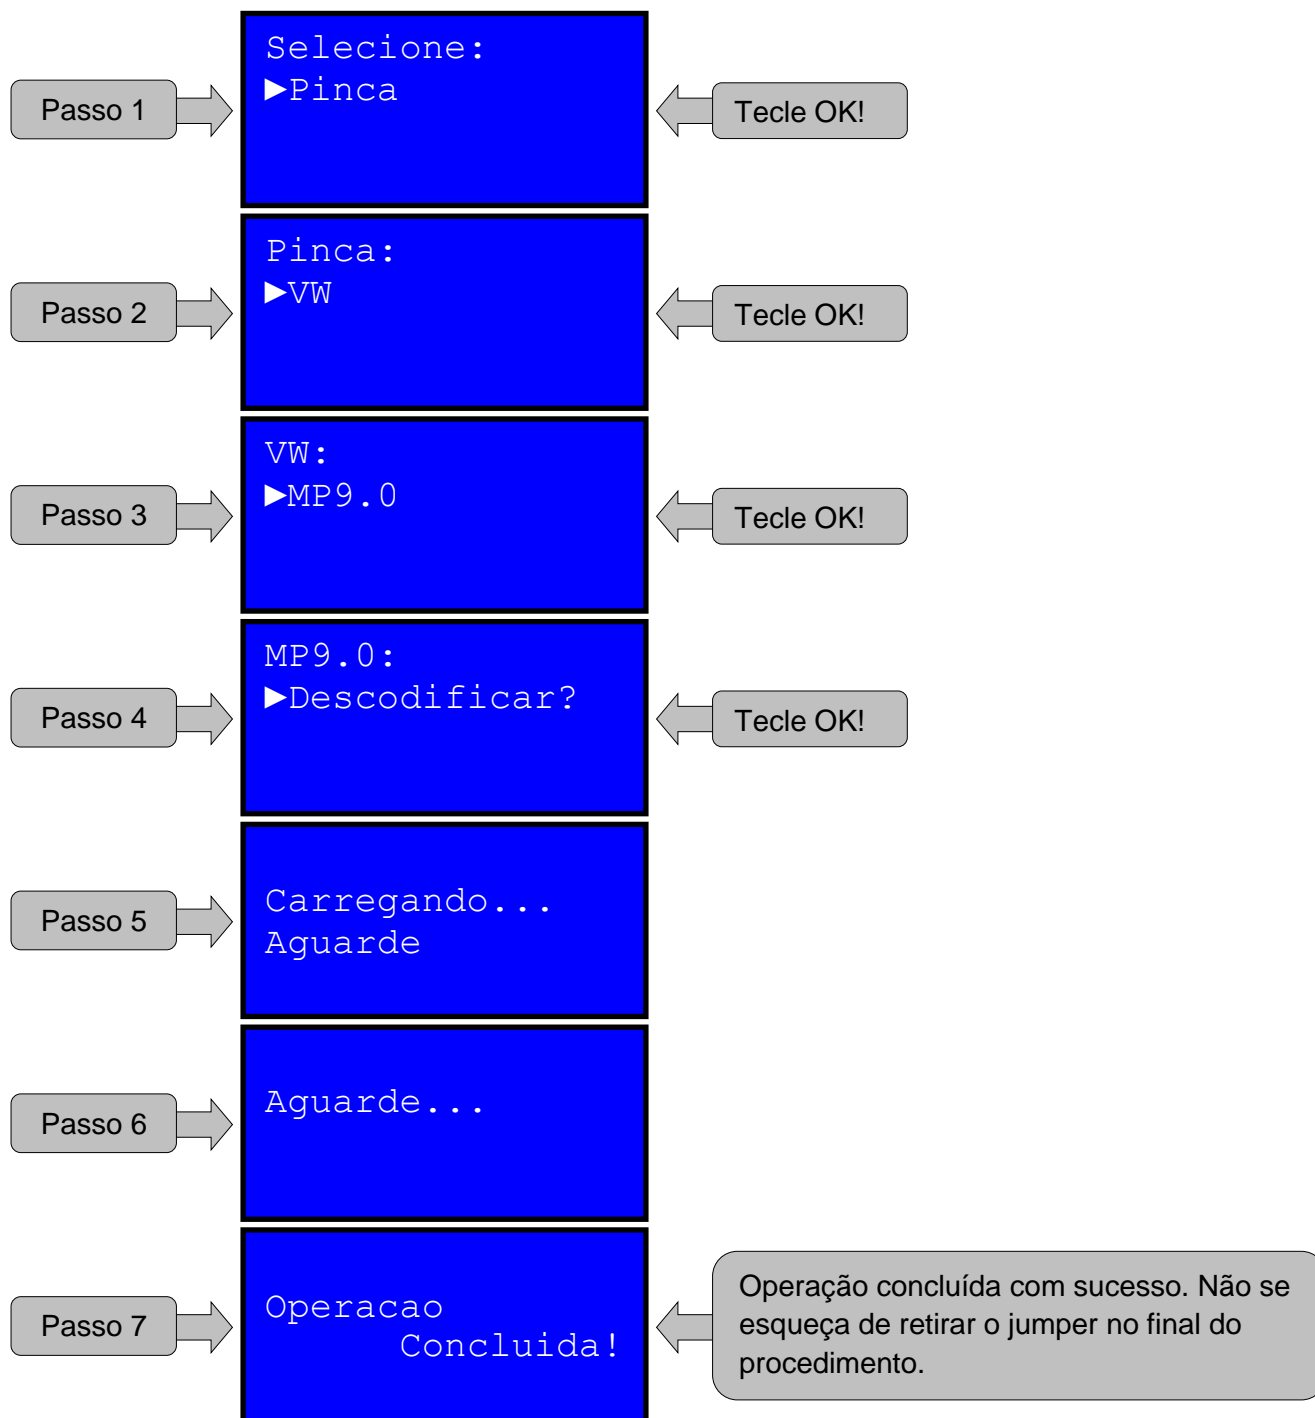 Selecione:
►Pinca
Passo 1
Tecle OK!
Pinca:
►VW
Passo 2
Tecle OK!
VW:
►MP9.0
Passo 3
Tecle OK!
MP9.0:
►Descodificar?
Passo 4
Tecle OK!
Carregando...
Aguarde
Passo 5
Aguarde...
Passo 6
Operacao
Concluida!
Passo 7
Operação concluída com sucesso. Não se
esqueça de retirar o jumper no final do
procedimento.